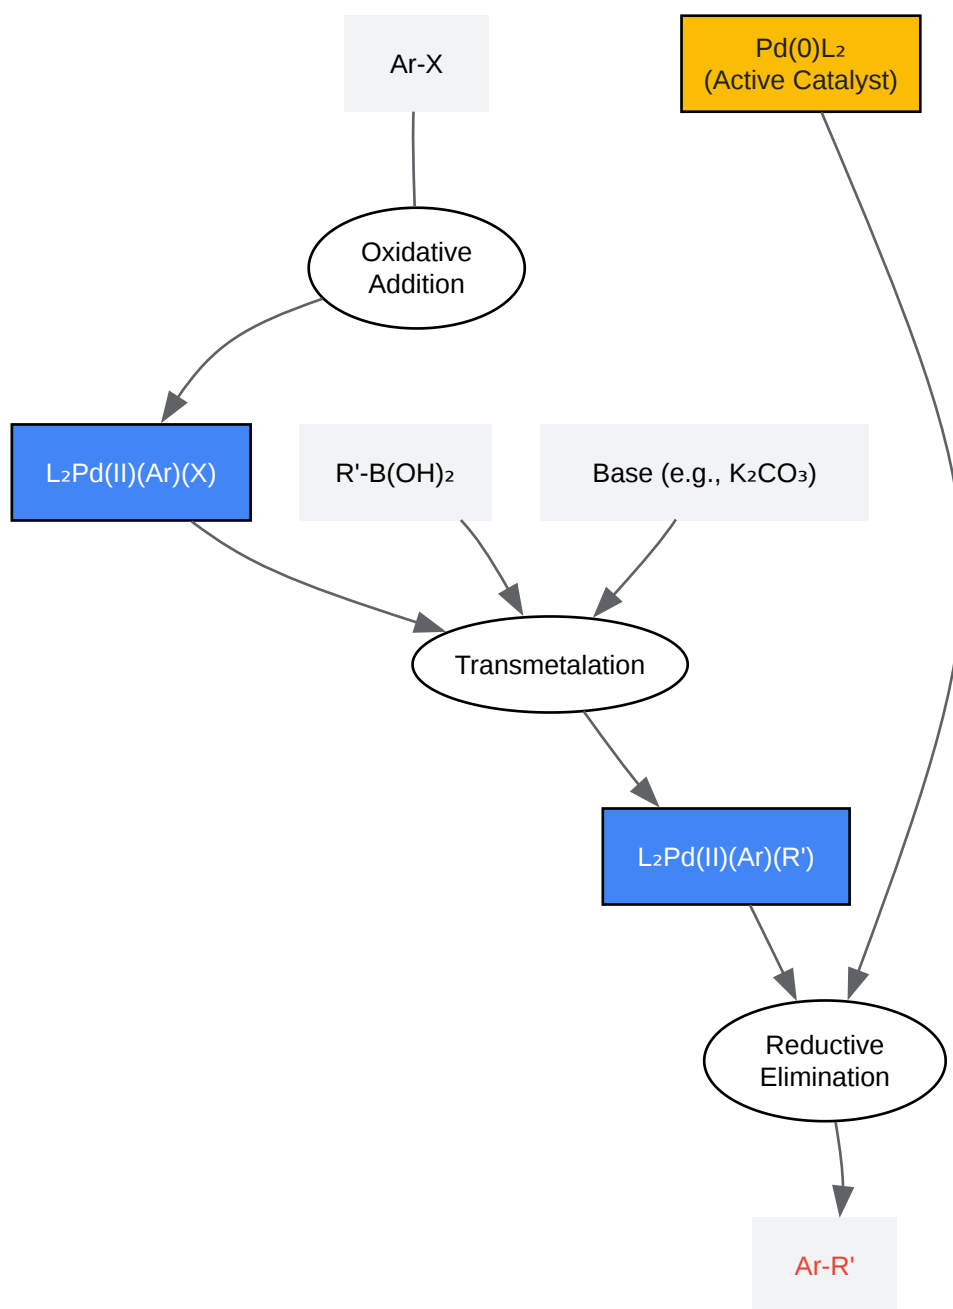 Ar-X
Pd(0)L₂
(Active Catalyst)
Oxidative
Addition
L₂Pd(II)(Ar)(X)
R'-B(OH)₂
Base (e.g., K₂CO₃)
Transmetalation
L₂Pd(II)(Ar)(R')
Reductive
Elimination
Ar-R'